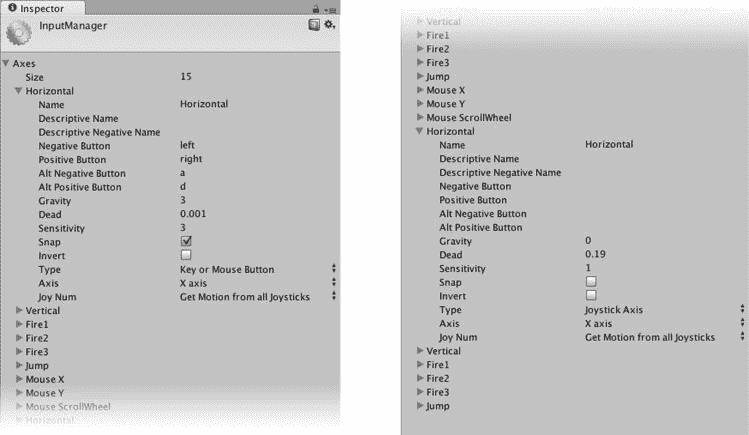 Inspector
InputManager
Axes
Size 15
Horizontal
Name Horizontal
Descriptive Name
Descriptive Negative Name
Negative Button left
Positive Button right
Alt Negative Button a
Alt Positive Button d
Gravity 3
Dead 0.001
Sensitivity 3
Snap
Invert
Type Key or Mouse Button
Axis X axis
Joy Num Get Motion from all Joysticks
Vertical
Fire1
Fire2
Fire3
Jump
Mouse X
Mouse Y
Mouse ScrollWheel
Horizontal
Vertical
Fire1
Fire2
Fire3
Jump
Mouse X
Mouse Y
Mouse ScrollWheel
Horizontal
Name Horizontal
Descriptive Name
Descriptive Negative Name
Negative Button
Positive Button
Alt Negative Button
Alt Positive Button
Gravity 0
Dead 0.19
Sensitivity 1
Snap
Invert
Type Joystick Axis
Axis X axis
Joy Num Get Motion from all Joysticks
Vertical
Fire1
Fire2
Fire3
Jump